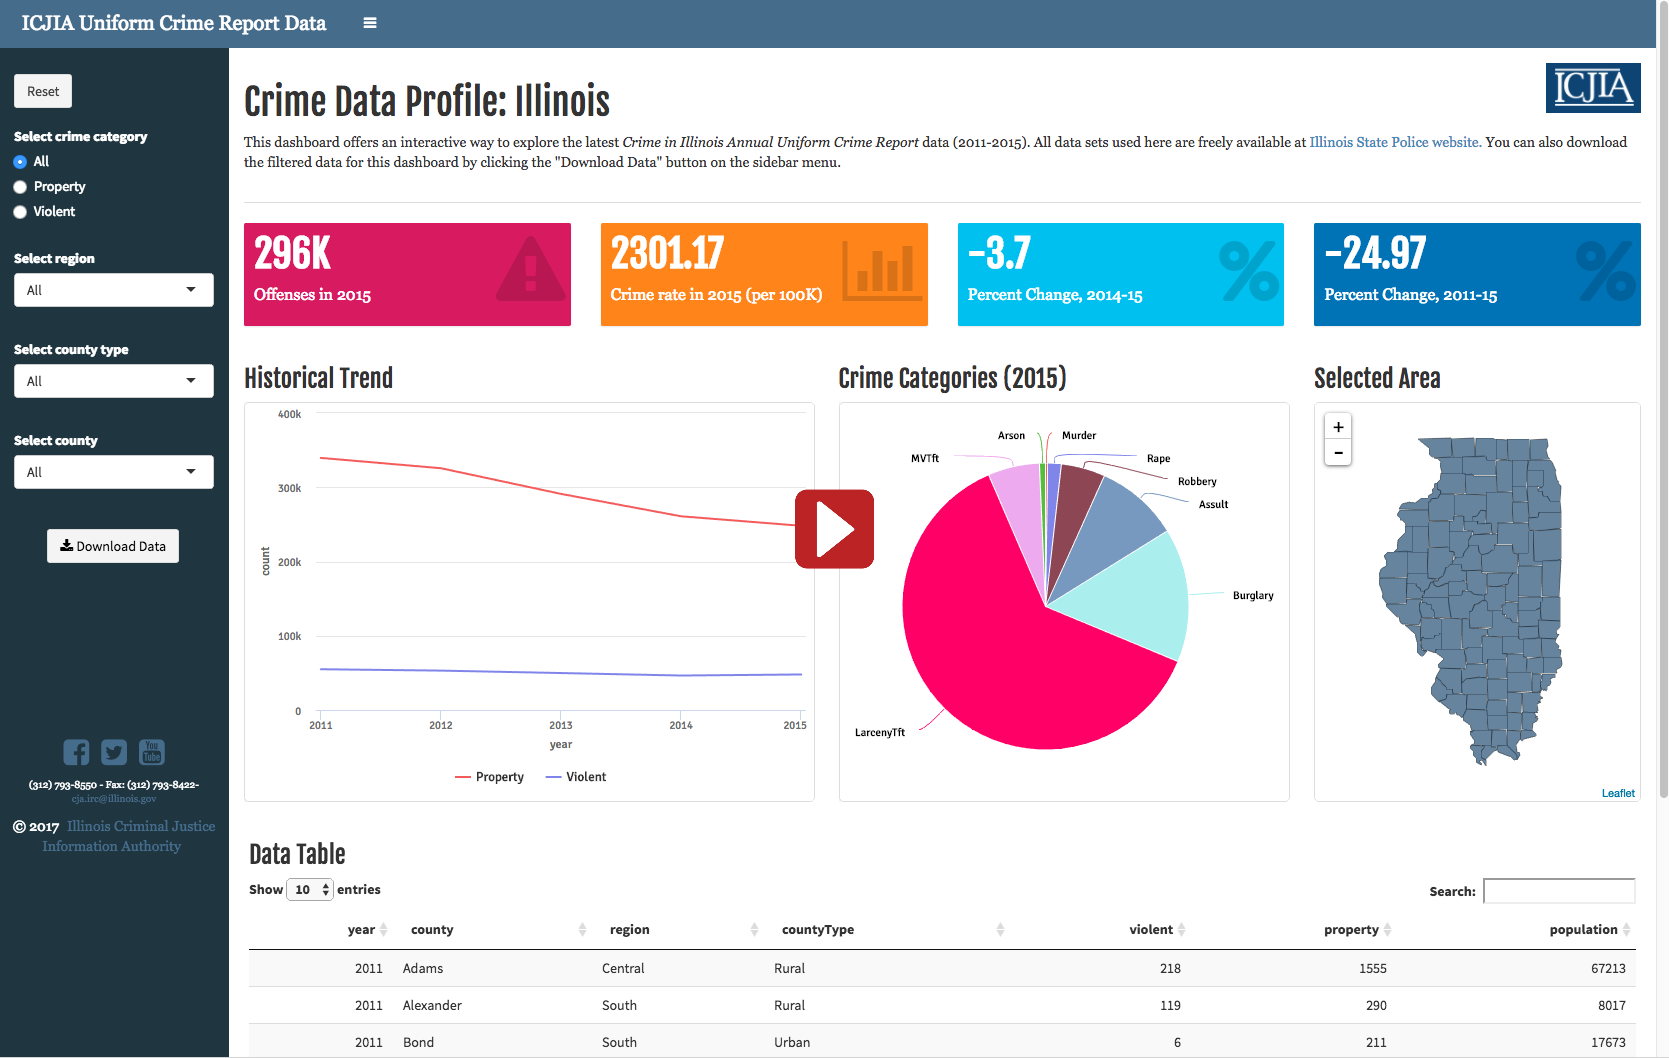 ICJIA Uniform Crime Report Data
Reset
Select crime category
All
Property
Violent
Select region
All
Select county type
All
Select county
All
Download Data
You
Tube
(312) 793-8550 - Fax: (312) 793-8422-
cja.irc@illinois.gov
© 2017 Illinois Criminal Justice
Information Authority
Crime Data Profile: Illinois
ICJIA
This dashboard offers an interactive way to explore the latest Crime in Illinois Annual Uniform Crime Report data (2011-2015). All data sets used here are freely available at Illinois State Police website. You can also download
the filtered data for this dashboard by clicking the "Download Data" button on the sidebar menu.
296K
Offenses in 2015
2301.17
Crime rate in 2015 (per 100K)
-3.7
Percent Change, 2014-15
%
-24.97
Percent Change, 2011-15
%
Historical Trend
400k
300k
200k
100k
0
count
2011 2012 2013 2014 2015
year
Property Violent
Crime Categories (2015)
Arson Murder
MVTft Rape
Robbery
Assult
Burglary
LarcenyTft
Selected Area
+
-
Leaflet
Data Table
Show 10 entries
Search:
year county region countyType violent property population
2011 Adams Central Rural 218 1555 67213
2011 Alexander South Rural 119 290 8017
2011 Bond South Urban 6 211 17673